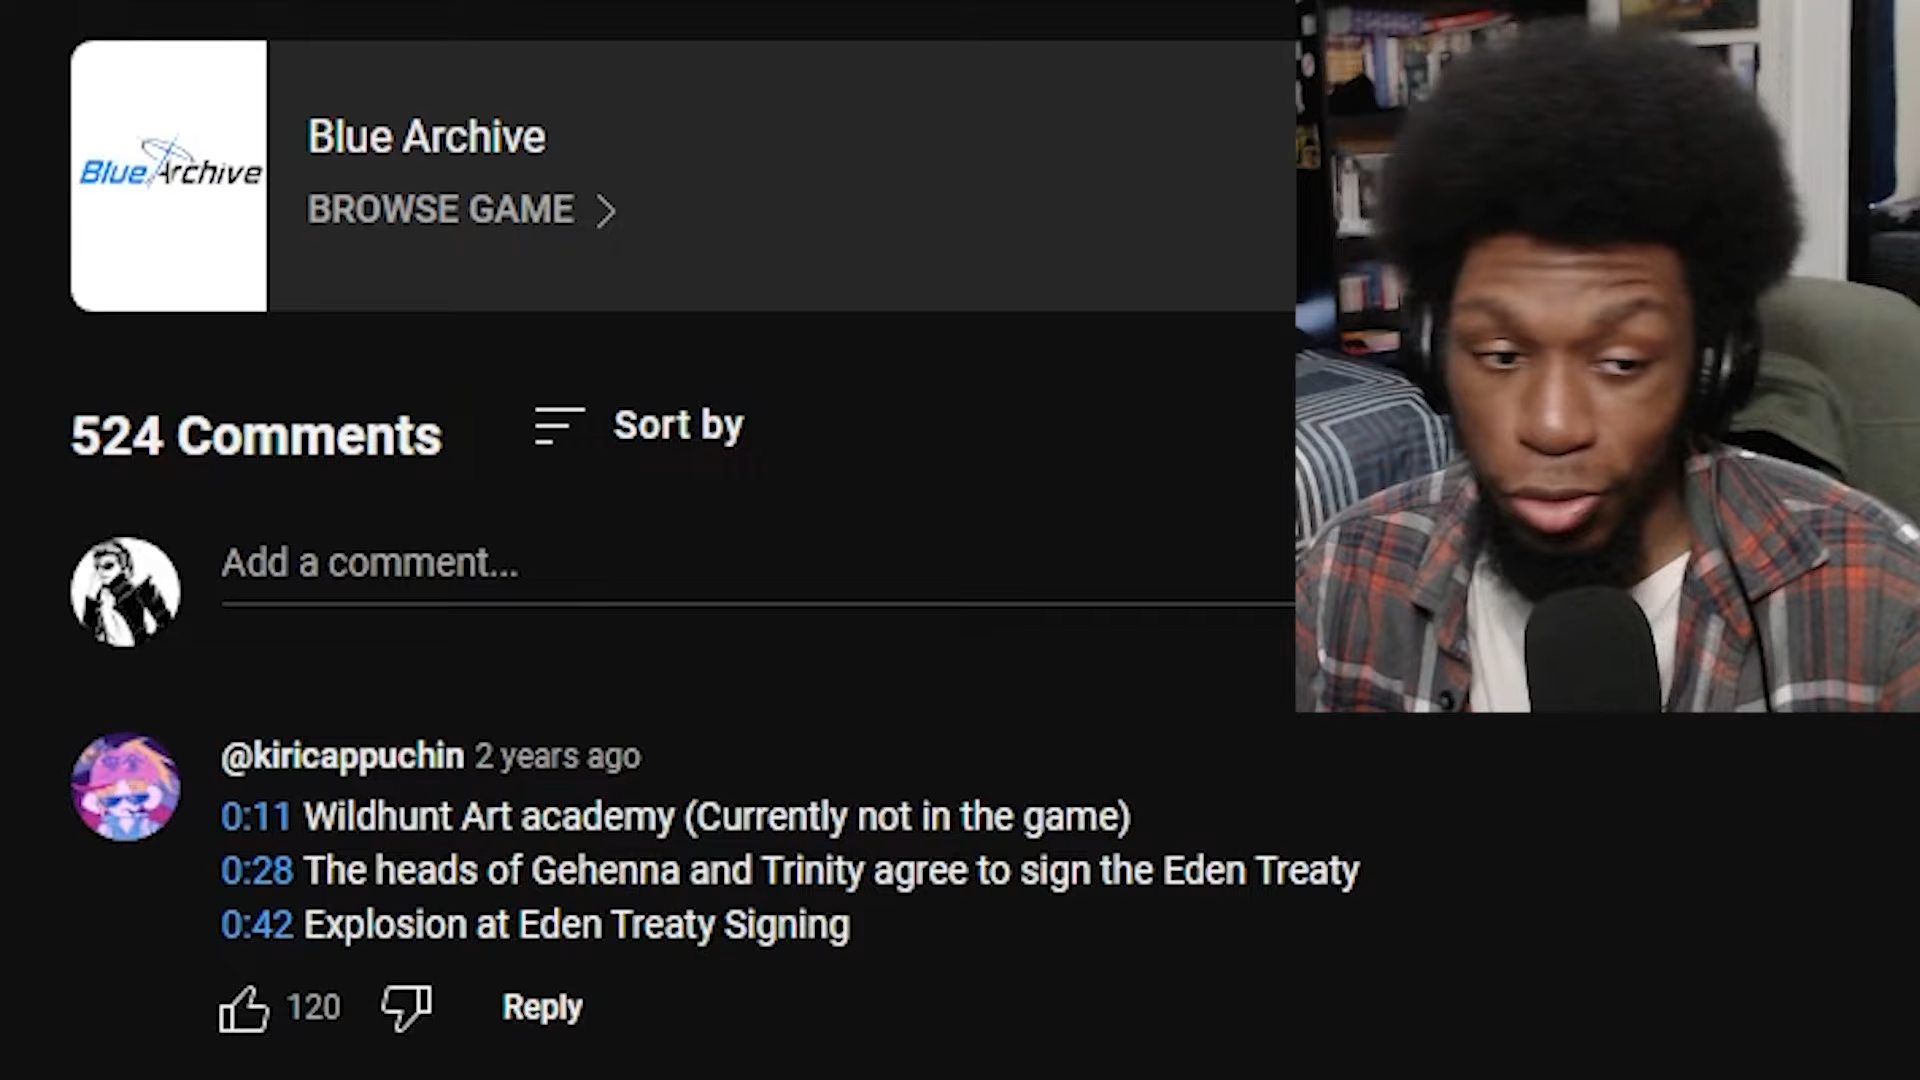 Blue Archive
Blue Archive
BROWSE GAME
524 Comments
Sort by
Add a comment...
@kiricappuchin 2 years ago
0:11 Wildhunt Art academy (Currently not in the game)
0:28 The heads of Gehenna and Trinity agree to sign the Eden Treaty
0:42 Explosion at Eden Treaty Signing
120
Reply